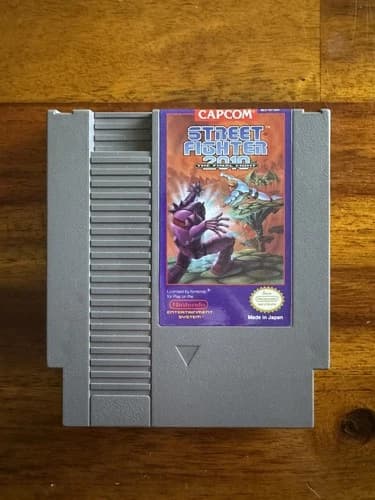 CAPCOM
STREET
FIGHTER
2010
THE FINAL FIGHT
Licensed by Nintendo
for Play on the
Nintendo
ENTERTAINMENT
SYSTEM
Made in Japan